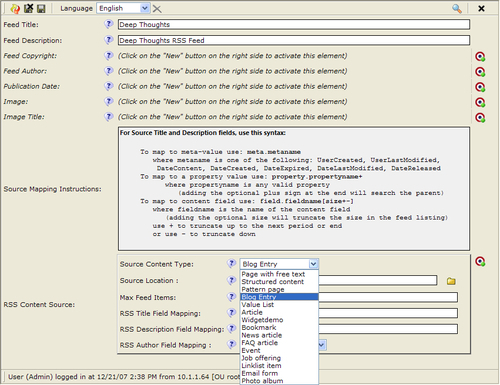 Language English
Feed Title: Deep Thoughts
Feed Description: Deep Thoughts RSS Feed
Feed Copyright: (Click on the "New" button on the right side to activate this element)
Feed Author: (Click on the "New" button on the right side to activate this element)
Publication Date: (Click on the "New" button on the right side to activate this element)
Image: (Click on the "New" button on the right side to activate this element)
Image Title: (Click on the "New" button on the right side to activate this element)
For Source Title and Description fields, use this syntax:
To map to meta-value use: meta.metaname
where metaname is one of the following: UserCreated, UserLastModified,
DateContent, DateCreated, DateExpired, DateLastModified, DateReleased
To map to a property value use: property.propertyname+
where propertyname is any valid property
(adding the optional plus sign at the end will search the parent)
Source Mapping Instructions:
To map to content field use: field.fieldname[size+-]
where fieldname is the name of the content field
(adding the optional size will truncate the size in the feed listing)
use + to truncate up to the next period or end
or use - to truncate down
Source Content Type: Blog Entry
Source Location :
Max Feed Items:
RSS Content Source:
RSS Title Field Mapping:
RSS Description Field Mapping:
RSS Author Field Mapping :
Page with free text
Structured content
Pattern page
Blog Entry
Value List
Article
Widgetdemo
Bookmark
News article
FAQ article
Event
Job offering
Linklist item
Email form
Photo album
User (Admin) logged in at 12/21/07 2:38 PM from 10.1.1.64 [OU root